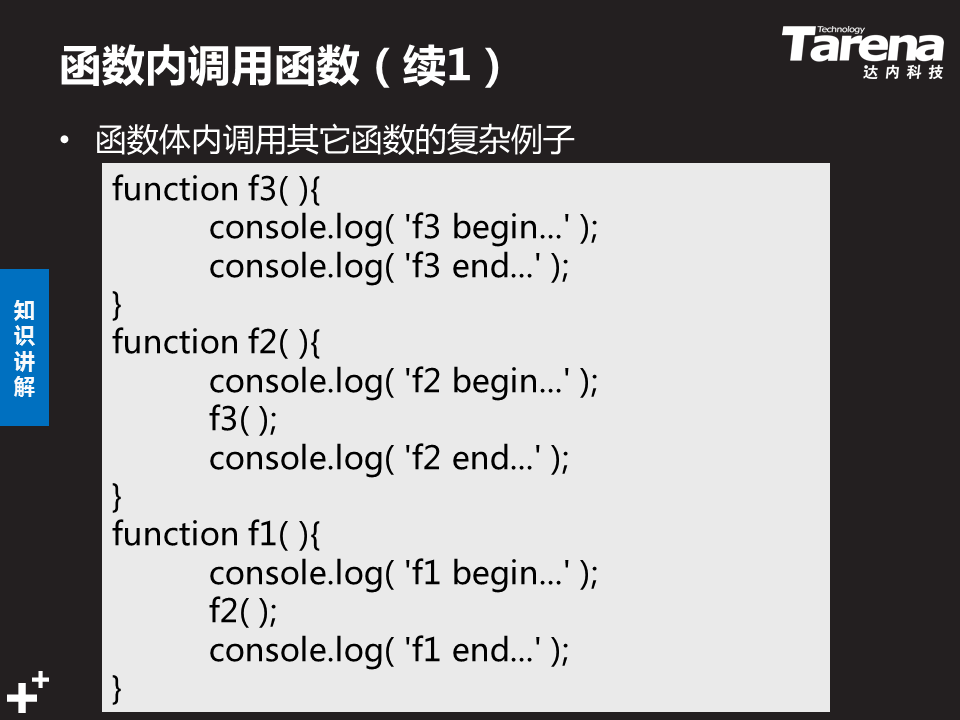 函数内调用函数（续1）
Technology
Tarena
达内科技
• 函数体内调用其它函数的复杂例子
function f3( ){
console.log( 'f3 begin...' );
console.log( 'f3 end...' );
}
function f2( ){
console.log( 'f2 begin...' );
f3( );
console.log( 'f2 end...' );
}
function f1( ){
console.log( 'f1 begin...' );
f2( );
console.log( 'f1 end...' );
}
知识讲解
++